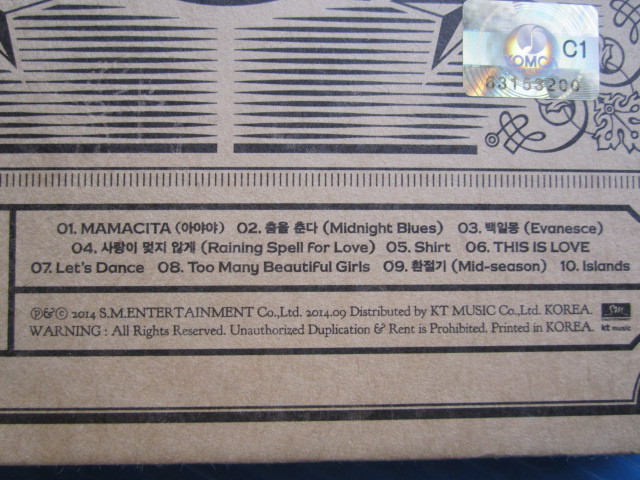 KOMCA C1
63153200
01. MAMACITA (아야야) 02. 춤을 춘다 (Midnight Blues) 03. 백일몽 (Evanesce)
04. 사랑이 멎지 않게 (Raining Spell for Love) 05. Shirt 06. THIS IS LOVE
07. Let's Dance 08. Too Many Beautiful Girls 09. 환절기 (Mid-season) 10. Islands
℗&© 2014 S.M.ENTERTAINMENT Co.,Ltd. 2014.09 Distributed by KT MUSIC Co.,Ltd. KOREA.
WARNING : All Rights Reserved. Unauthorized Duplication & Rent is Prohibited. Printed in KOREA.
kt music